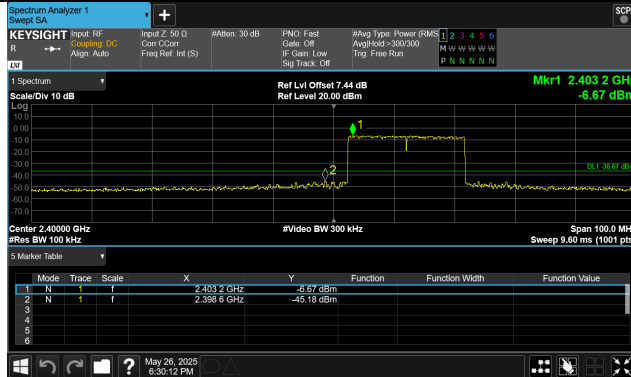 Spectrum Analyzer 1
Swept SA
SCP
KEYSIGHT
R
LXI
Input: RF
Coupling: DC
Align: Auto
Input Z: 50 Ω
Corr CCorr
Freq Ref: Int (S)
#Atten: 30 dB
PNO: Fast
Gate: Off
IF Gain: Low
Sig Track: Off
#Avg Type: Power (RMS
Avg|Hold:>300/300
Trig: Free Run
1 2 3 4 5 6
M W W W W W
P N N N N N
1 Spectrum
Scale/Div 10 dB
Ref Lvl Offset 7.44 dB
Ref Level 20.00 dBm
Mkr1 2.403 2 GHz
-6.67 dBm
Log
10.0
0.00
-10.0
-20.0
-30.0
-40.0
-50.0
-60.0
-70.0
1
2
DL1 -36.67 dB
Center 2.40000 GHz
#Res BW 100 kHz
#Video BW 300 kHz
Span 100.0 MH
Sweep 9.60 ms (1001 pts
5 Marker Table
Mode Trace Scale X Y Function Function Width Function Value
1 N 1 f 2.403 2 GHz -6.67 dBm
2 N 1 f 2.398 6 GHz -45.18 dBm
3
4
5
6
?
May 26, 2025
6:30:12 PM